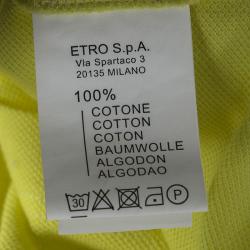 ETRO S.p.A.
VIa Spartaco 3
20135 MILANO
100%
COTONE
COTTON
COTON
BAUMWOLLE
ALGODON
ALGODAO
30
P